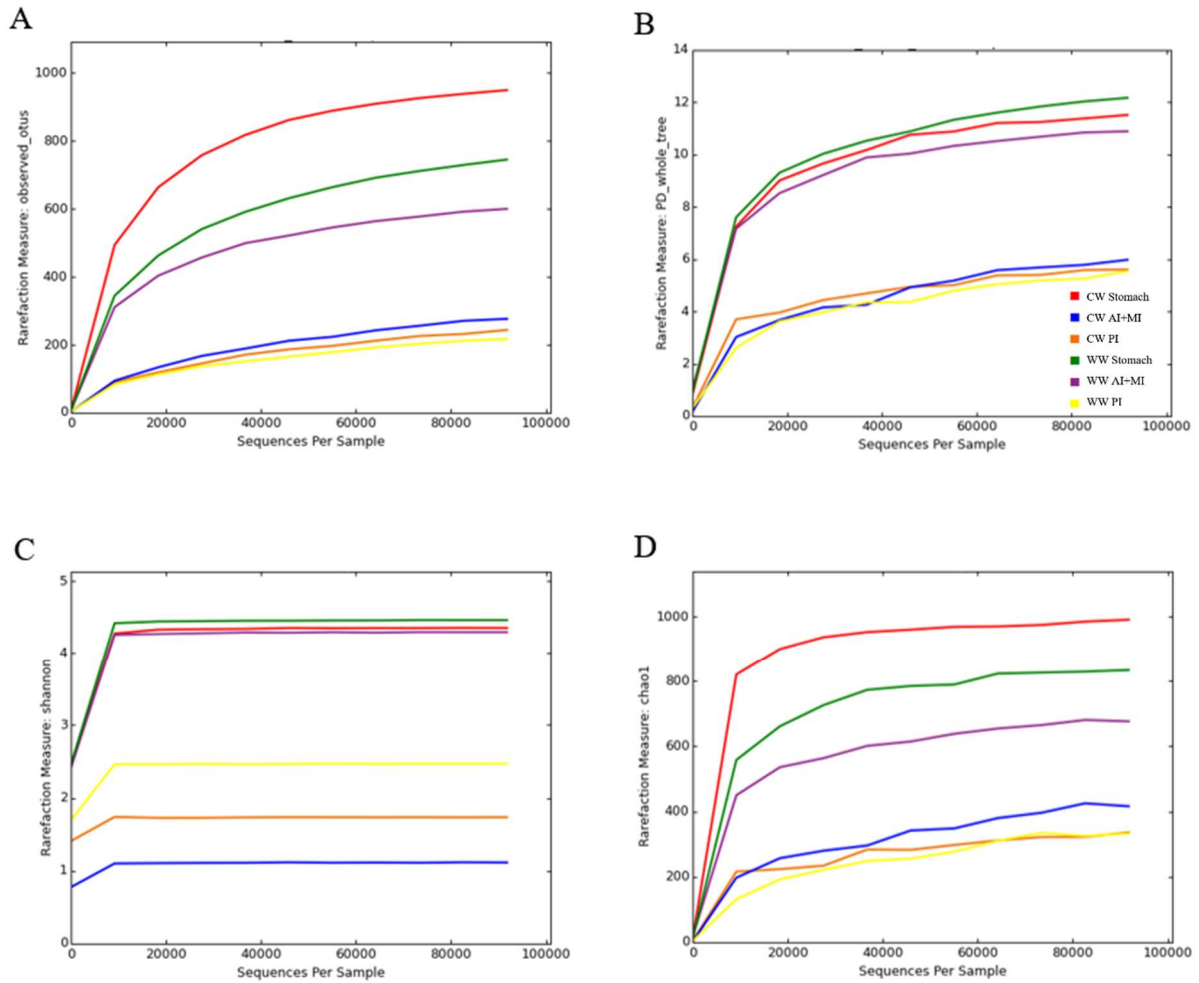 A
Rarefaction Measure: observed_otus
1000
800
600
400
200
0
0 20000 40000 60000 80000 100000
Sequences Per Sample
B
Rarefaction Measure: PD_whole_tree
14
12
10
8
6
4
2
0
CW Stomach
CW AI+MI
CW PI
WW Stomach
WW AI+MI
WW PI
0 20000 40000 60000 80000 100000
Sequences Per Sample
C
Rarefaction Measure: shannon
5
4
3
2
1
0
0 20000 40000 60000 80000 100000
Sequences Per Sample
D
Rarefaction Measure: chao1
1000
800
600
400
200
0
0 20000 40000 60000 80000 100000
Sequences Per Sample